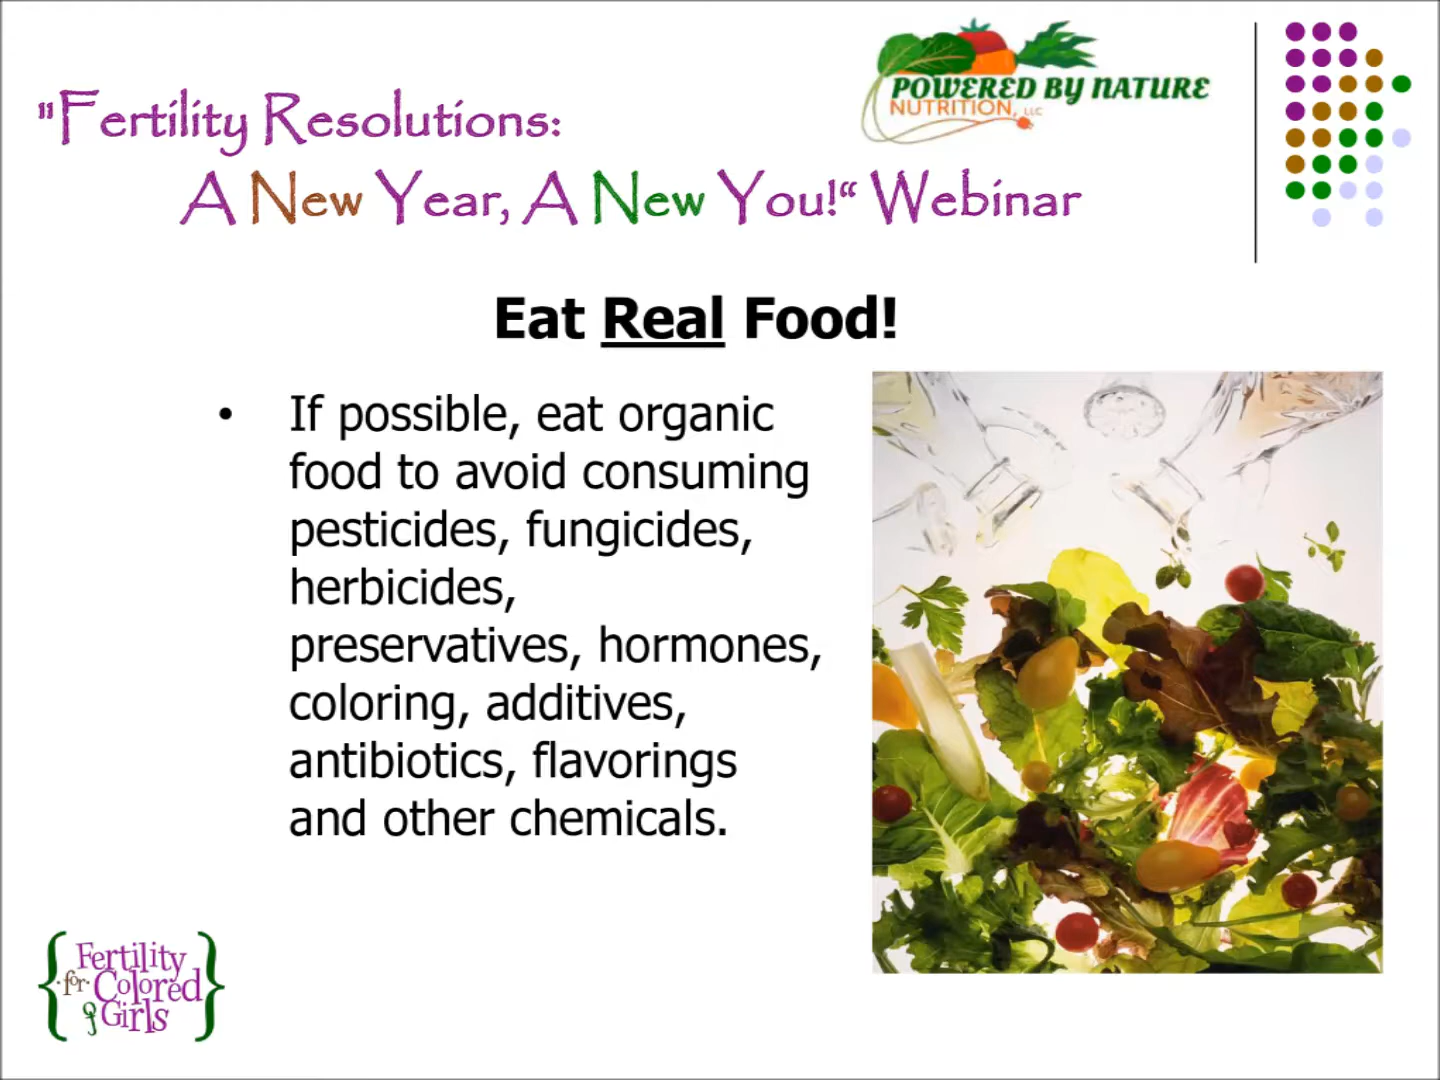 POWERED BY NATURE
NUTRITION, LLC
"Fertility Resolutions:
A New Year, A New You!“ Webinar
Eat Real Food!
• If possible, eat organic
food to avoid consuming
pesticides, fungicides,
herbicides,
preservatives, hormones,
coloring, additives,
antibiotics, flavorings
and other chemicals.
{Fertility
·for·Colored
Girls}